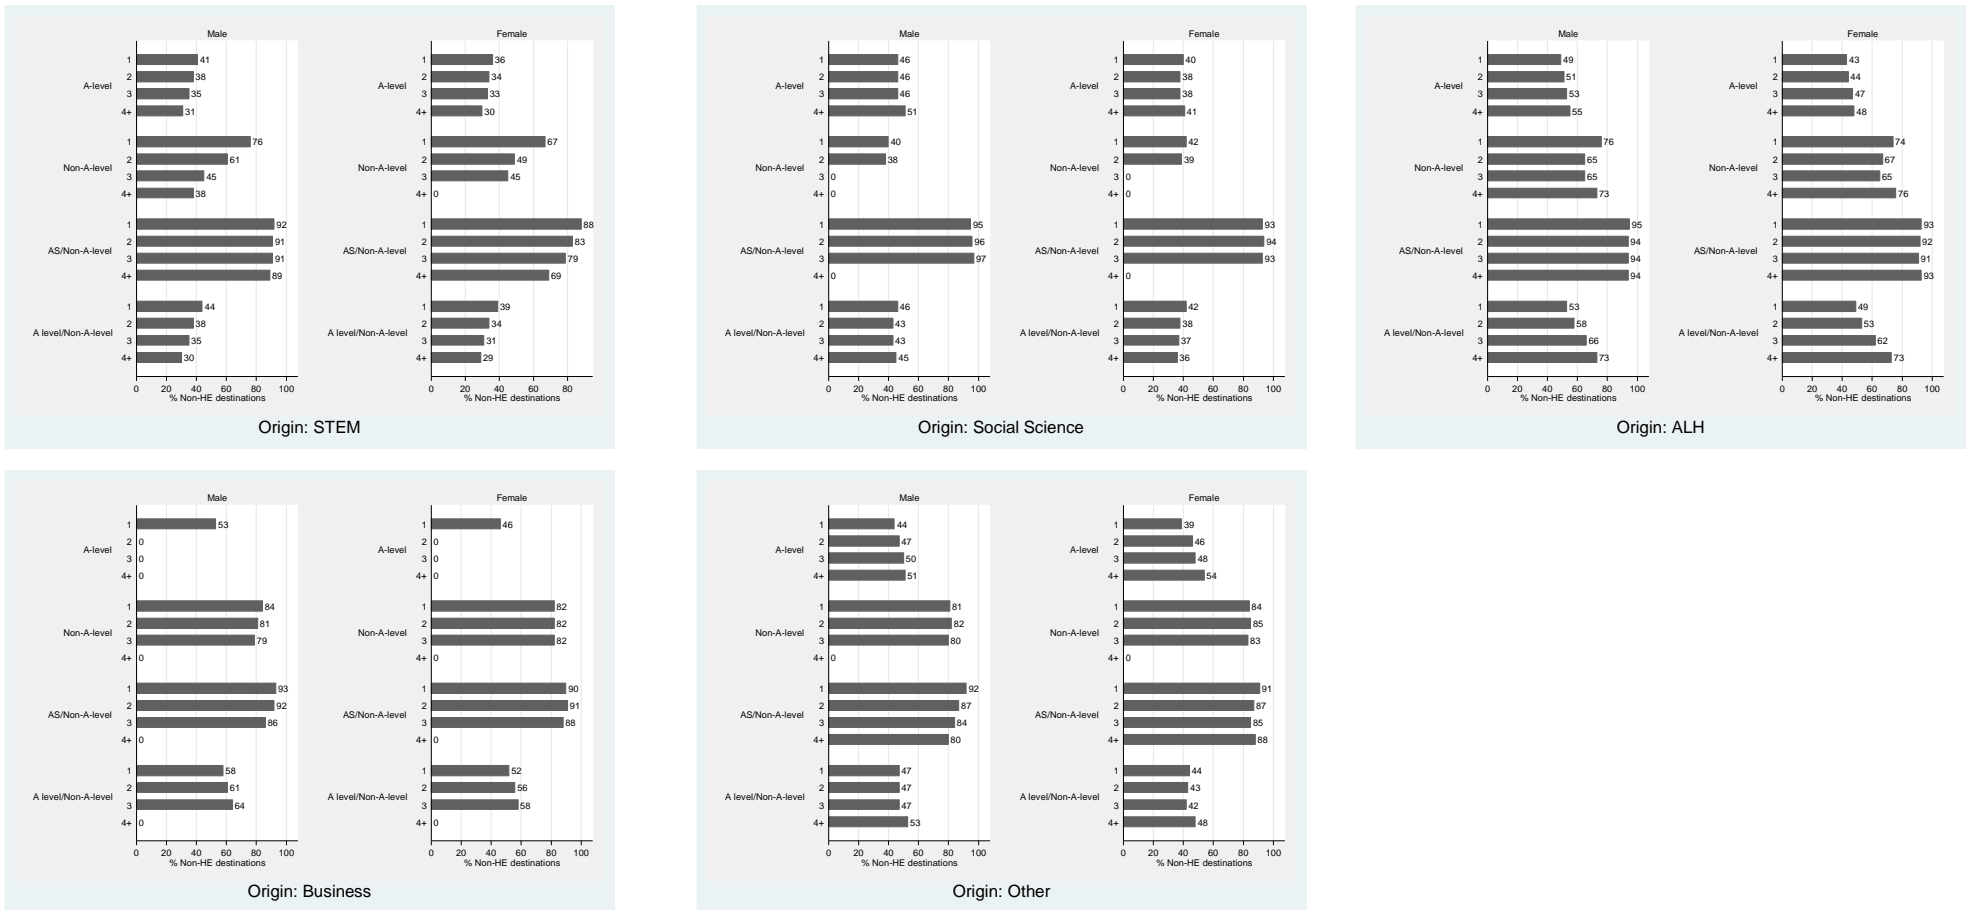 Male
A-level
1 41
2 38
3 35
4+ 31
Non-A-level
1 76
2 61
3 45
4+ 38
AS/Non-A-level
1 92
2 91
3 91
4+ 89
A level/Non-A-level
1 44
2 38
3 35
4+ 30
0 20 40 60 80 100
% Non-HE destinations
Female
A-level
1 36
2 34
3 33
4+ 30
Non-A-level
1 67
2 49
3 45
4+ 0
AS/Non-A-level
1 88
2 83
3 79
4+ 69
A level/Non-A-level
1 39
2 34
3 31
4+ 29
0 20 40 60 80
% Non-HE destinations
Origin: STEM
Male
A-level
1 46
2 46
3 46
4+ 51
Non-A-level
1 40
2 38
3 0
4+ 0
AS/Non-A-level
1 95
2 96
3 97
4+ 0
A level/Non-A-level
1 46
2 43
3 43
4+ 45
0 20 40 60 80 100
% Non-HE destinations
Female
A-level
1 40
2 38
3 38
4+ 41
Non-A-level
1 42
2 39
3 0
4+ 0
AS/Non-A-level
1 93
2 94
3 93
4+ 0
A level/Non-A-level
1 42
2 38
3 37
4+ 36
0 20 40 60 80 100
% Non-HE destinations
Origin: Social Science
Male
A-level
1 49
2 51
3 53
4+ 55
Non-A-level
1 76
2 65
3 65
4+ 73
AS/Non-A-level
1 95
2 94
3 94
4+ 94
A level/Non-A-level
1 53
2 58
3 66
4+ 73
0 20 40 60 80 100
% Non-HE destinations
Female
A-level
1 43
2 44
3 47
4+ 48
Non-A-level
1 74
2 67
3 65
4+ 76
AS/Non-A-level
1 93
2 92
3 91
4+ 93
A level/Non-A-level
1 49
2 53
3 62
4+ 73
0 20 40 60 80 100
% Non-HE destinations
Origin: ALH
Male
A-level
1 53
2 0
3 0
4+ 0
Non-A-level
1 84
2 81
3 79
4+ 0
AS/Non-A-level
1 93
2 92
3 86
4+ 0
A level/Non-A-level
1 58
2 61
3 64
4+ 0
0 20 40 60 80 100
% Non-HE destinations
Female
A-level
1 46
2 0
3 0
4+ 0
Non-A-level
1 82
2 82
3 82
4+ 0
AS/Non-A-level
1 90
2 91
3 88
4+ 0
A level/Non-A-level
1 52
2 56
3 58
4+ 0
0 20 40 60 80 100
% Non-HE destinations
Origin: Business
Male
A-level
1 44
2 47
3 50
4+ 51
Non-A-level
1 81
2 82
3 80
4+ 0
AS/Non-A-level
1 92
2 87
3 84
4+ 80
A level/Non-A-level
1 47
2 47
3 47
4+ 53
0 20 40 60 80 100
% Non-HE destinations
Female
A-level
1 39
2 46
3 48
4+ 54
Non-A-level
1 84
2 85
3 83
4+ 0
AS/Non-A-level
1 91
2 87
3 85
4+ 88
A level/Non-A-level
1 44
2 43
3 42
4+ 48
0 20 40 60 80 100
% Non-HE destinations
Origin: Other